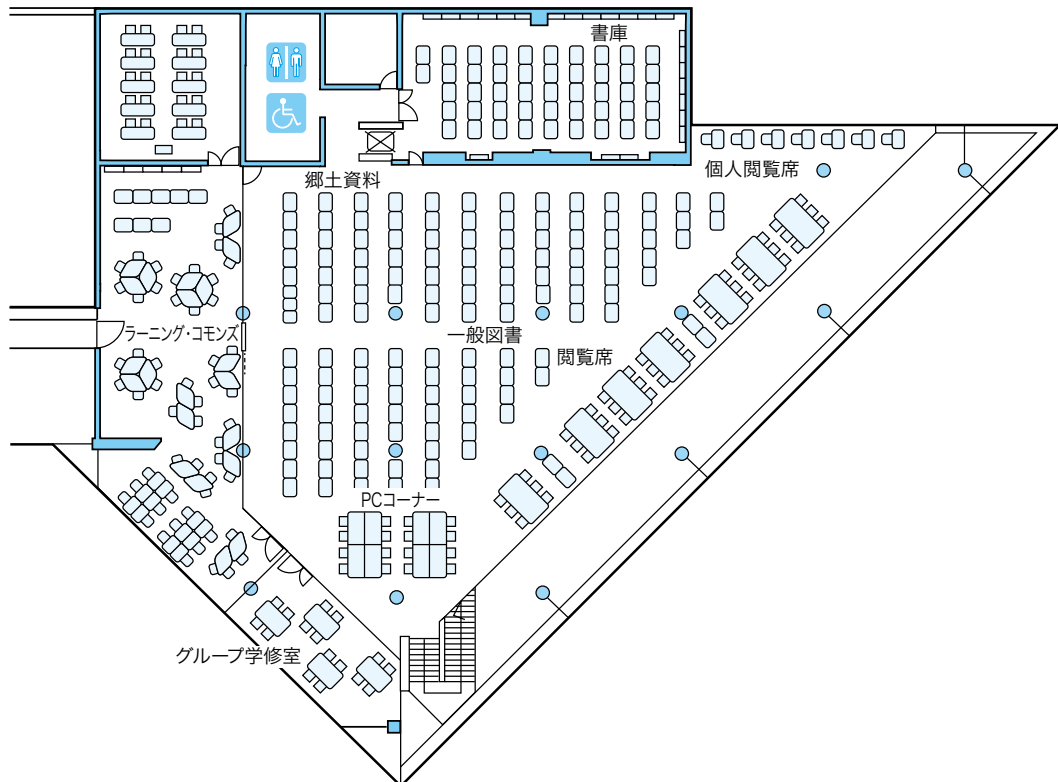 書庫
個人閲覧席
郷土資料
ラーニング・コモンズ
一般図書
閲覧席
PCコーナー
グループ学修室